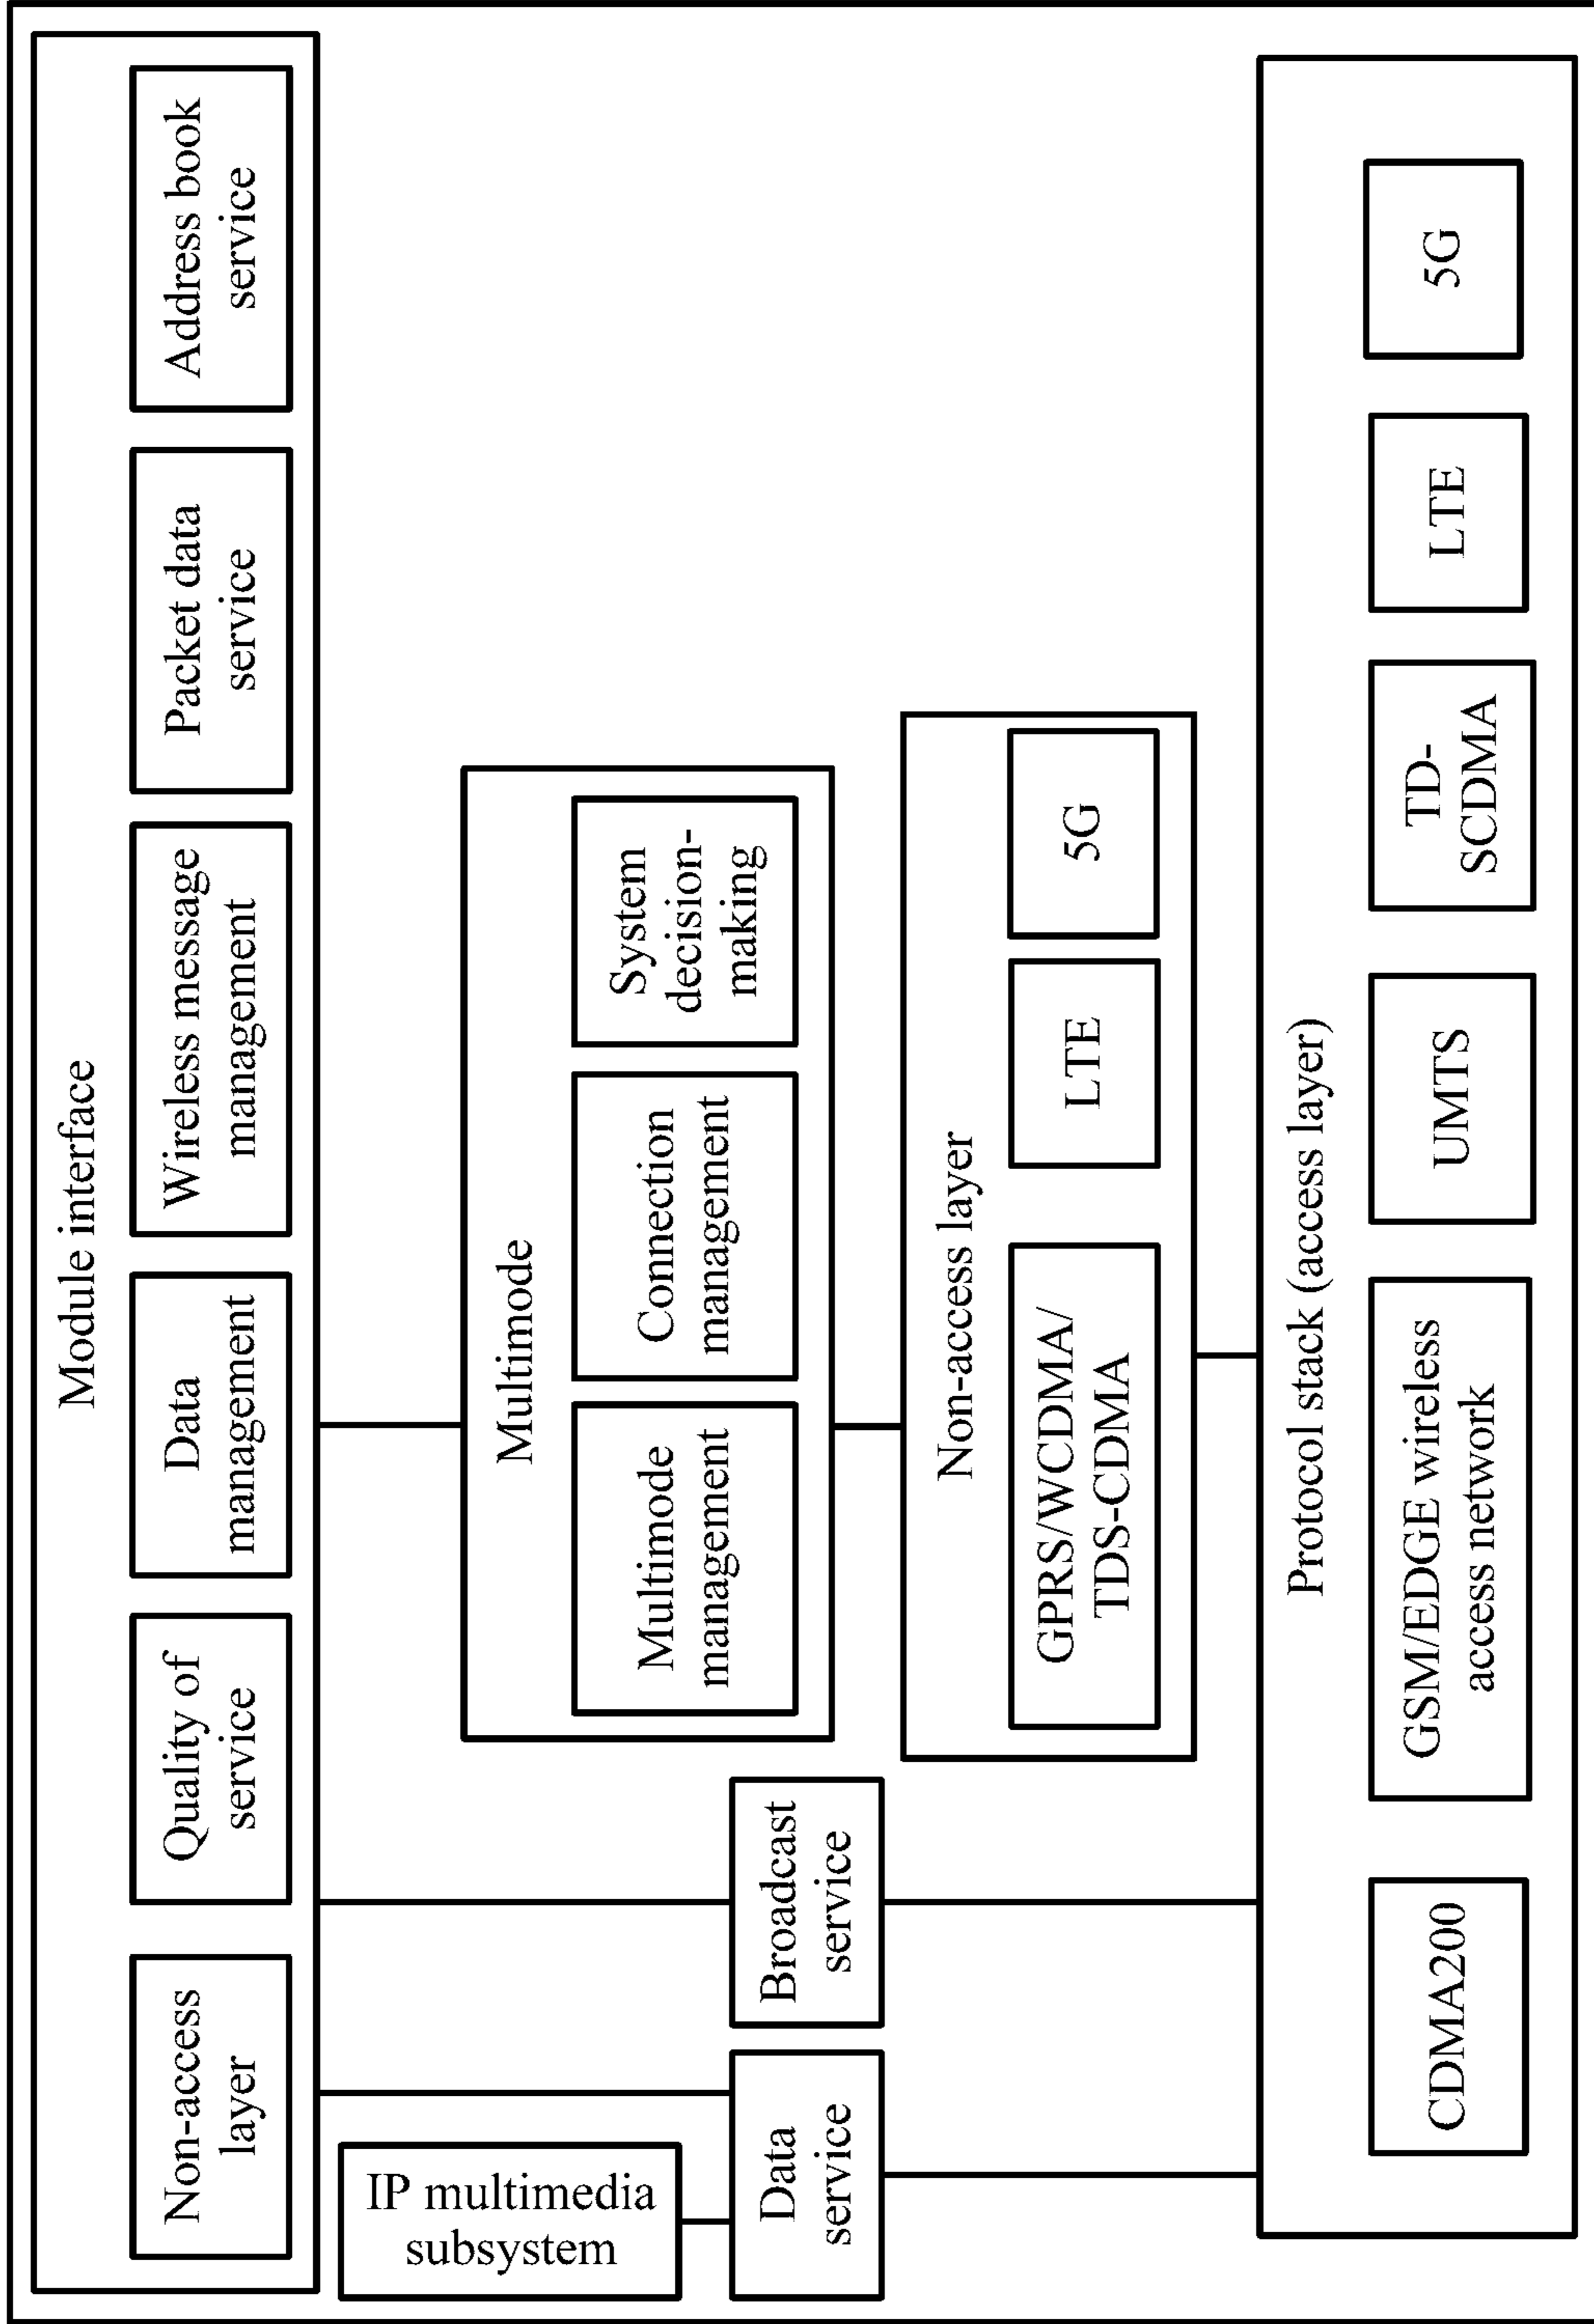 Module interface
Non-access
layer
Quality of
service
Data
management
Wireless message
management
Packet data
service
Address book
service
IP multimedia
subsystem
Data
service
Broadcast
service
Multimode
Multimode
management
Connection
management
System
decision-
making
Non-access layer
GPRS/WCDMA/
TDS-CDMA
LTE
5G
Protocol stack (access layer)
CDMA200
GSM/EDGE wireless
access network
UMTS
TD-
SCDMA
LTE
5G